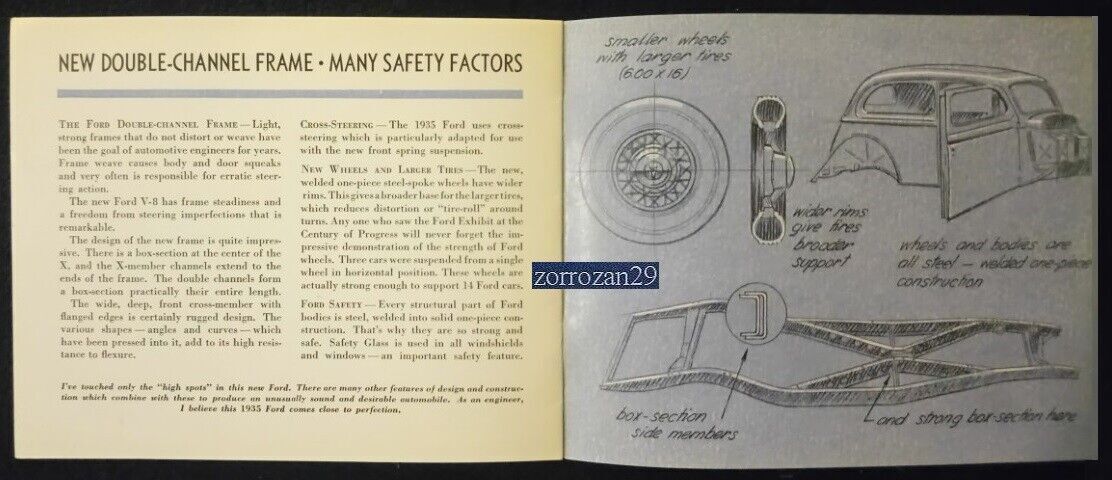 NEW DOUBLE-CHANNEL FRAME • MANY SAFETY FACTORS
THE FORD DOUBLE-CHANNEL FRAME — Light,
strong frames that do not distort or weave have
been the goal of automotive engineers for years.
Frame weave causes body and door squeaks
and very often is responsible for erratic steer-
ing action.
The new Ford V-8 has frame steadiness and
a freedom from steering imperfections that is
remarkable.
The design of the new frame is quite impres-
sive. There is a box-section at the center of the
X, and the X-member channels extend to the
ends of the frame. The double channels form
a box-section practically their entire length.
The wide, deep, front cross-member with
flanged edges is certainly rugged design. The
various shapes — angles and curves — which
have been pressed into it, add to its high resis-
tance to flexure.
CROSS-STEERING — The 1935 Ford uses cross-
steering which is particularly adapted for use
with the new front spring suspension.
NEW WHEELS AND LARGER TIRES — The new,
welded one-piece steel-spoke wheels have wider
rims. This gives a broader base for the larger tires,
which reduces distortion or "tire-roll" around
turns. Any one who saw the Ford Exhibit at the
Century of Progress will never forget the im-
pressive demonstration of the strength of Ford
wheels. Three cars were suspended from a single
wheel in horizontal position. These wheels are
actually strong enough to support 14 Ford cars.
FORD SAFETY — Every structural part of Ford
bodies is steel, welded into solid one-piece con-
struction. That's why they are so strong and
safe. Safety Glass is used in all windshields
and windows — an important safety feature.
I've touched only the "high spots" in this new Ford. There are many other features of design and construc-
tion which combine with these to produce an unusually sound and desirable automobile. As an engineer,
I believe this 1935 Ford comes close to perfection.
zorrozan29
smaller wheels
with larger tires
(6.00 x 16)
wider rims
give tires
broader
support
wheels and bodies are
all steel — welded one-piece
construction
box-section
side members
and strong box-section here